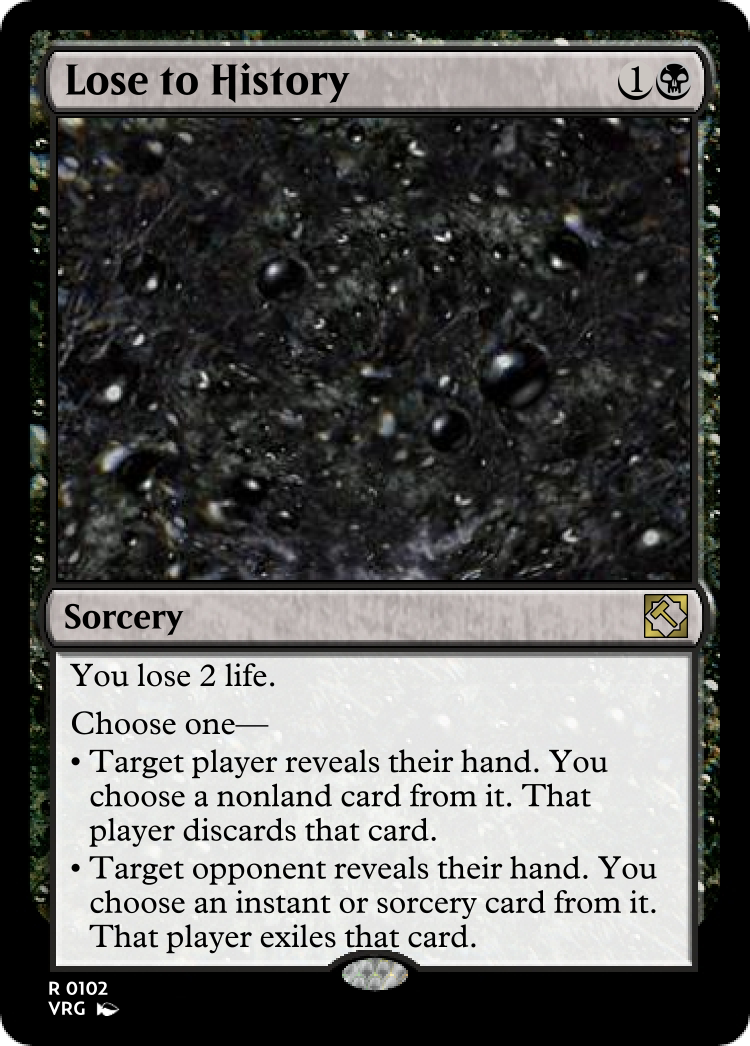 Lose to History 1
Sorcery
You lose 2 life.
Choose one—
• Target player reveals their hand. You
choose a nonland card from it. That
player discards that card.
• Target opponent reveals their hand. You
choose an instant or sorcery card from it.
That player exiles that card.
R 0102
VRG